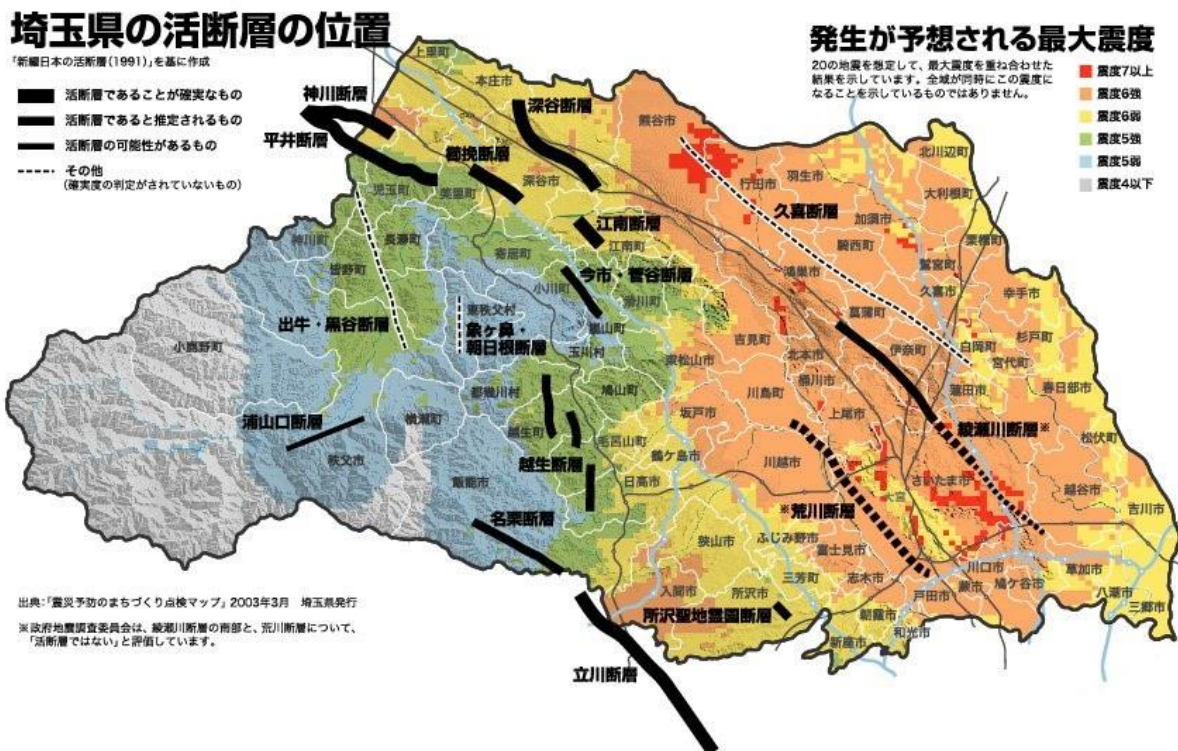 埼玉県の活断層の位置
「新編日本の活断層(1991)」を基に作成
活断層であることが確実なもの
活断層であると推定されるもの
活断層の可能性があるもの
その他
(確実度の判定がされていないもの)
発生が予想される最大震度
20の地震を想定して、最大震度を重ね合わせた
結果を示しています。全域が同時にこの震度に
なることを示しているものではありません。
震度7以上
震度6強
震度6弱
震度5強
震度5弱
震度4以下
上里町
本庄市
神川断層
深谷断層
熊谷市
平井断層
櫛挽断層
深谷市
行田市
羽生市
北川辺町
大利根町
児玉町
美里町
江南断層
久喜断層
加須市
栗橋町
神川町
長瀞町
寄居町
江南町
騎西町
鷲宮町
皆野町
今市・菅谷断層
鴻巣市
久喜市
幸手市
小川町
滑川町
東秩父村
菖蒲町
出牛・黒谷断層
象ヶ鼻・
朝日根断層
嵐山町
吉見町
杉戸町
小鹿野町
玉川村
東松山市
北本市
伊奈町
白岡町
宮代町
都幾川村
鳩山町
川島町
桶川市
蓮田市
春日部市
浦山口断層
横瀬町
坂戸市
上尾市
綾瀬川断層※
松伏町
越生町
毛呂山町
秩父市
越生断層
鶴ヶ島市
川越市
さいたま市
飯能市
日高市
大宮
越谷市
吉川市
名栗断層
※荒川断層
狭山市
ふじみ野市
富士見市
川口市
草加市
入間市
所沢市
三芳町
志木市
戸田市
蕨市
鳩ヶ谷市
八潮市
三郷市
所沢聖地霊園断層
朝霞市
和光市
新座市
立川断層
出典:「震災予防のまちづくり点検マップ」2003年3月 埼玉県発行
※政府地震調査委員会は、綾瀬川断層の南部と、荒川断層について、
「活断層ではない」と評価しています。